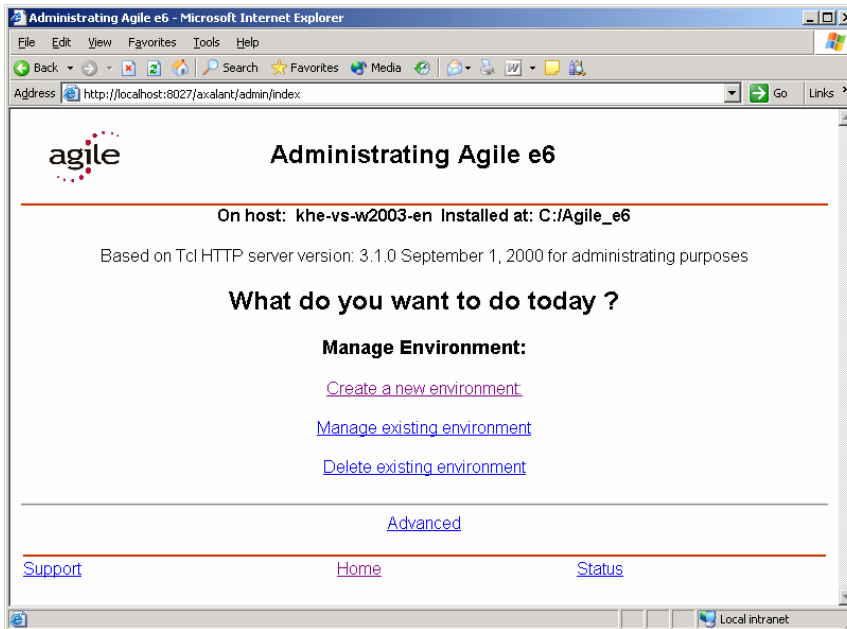 Administrating Agile e6 - Microsoft Internet Explorer
File Edit View Favorites Tools Help
Back Search Favorites Media
Address http://localhost:8027/axalant/admin/index Go Links
agile Administrating Agile e6
On host: khe-vs-w2003-en Installed at: C:/Agile_e6
Based on Tcl HTTP server version: 3.1.0 September 1, 2000 for administrating purposes
What do you want to do today ?
Manage Environment:
Create a new environment:
Manage existing environment
Delete existing environment
Advanced
Support Home Status
Local intranet